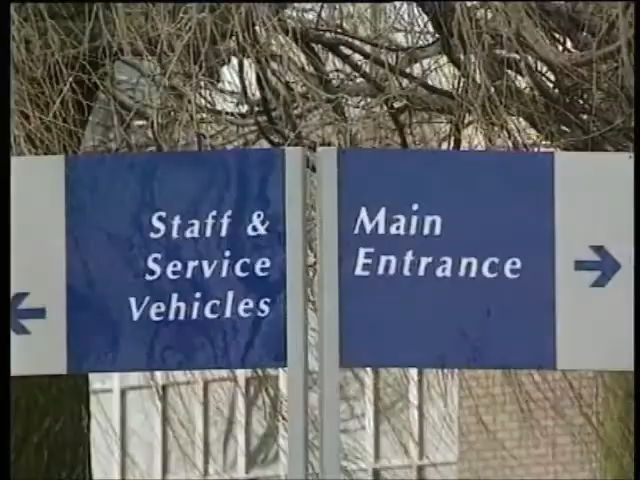 Staff &
Service
Vehicles
Main
Entrance